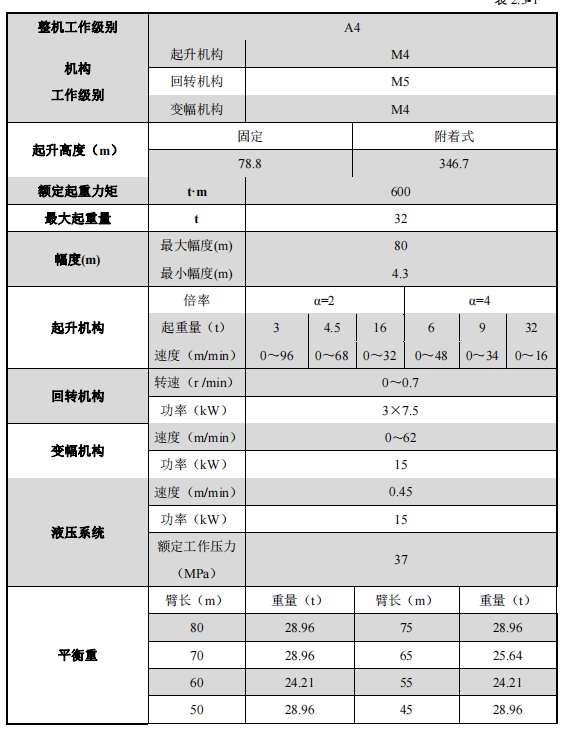 表 2.3-1
整机工作级别 A4
机构
工作级别
起升机构 M4
回转机构 M5
变幅机构 M4
起升高度（m） 固定 附着式
78.8 346.7
额定起重力矩 t·m 600
最大起重量 t 32
幅度(m) 最大幅度(m) 80
最小幅度(m) 4.3
起升机构 倍率 α=2 α=4
起重量（t） 3 4.5 16 6 9 32
速度（m/min） 0～96 0～68 0～32 0～48 0～34 0～16
回转机构 转速（r /min） 0～0.7
功率（kW） 3×7.5
变幅机构 速度（m/min） 0~62
功率（kW） 15
液压系统 速度（m/min） 0.45
功率（kW） 15
额定工作压力
（MPa）
37
平衡重 臂长（m） 重量（t） 臂长（m） 重量（t）
80 28.96 75 28.96
70 28.96 65 25.64
60 24.21 55 24.21
50 28.96 45 28.96